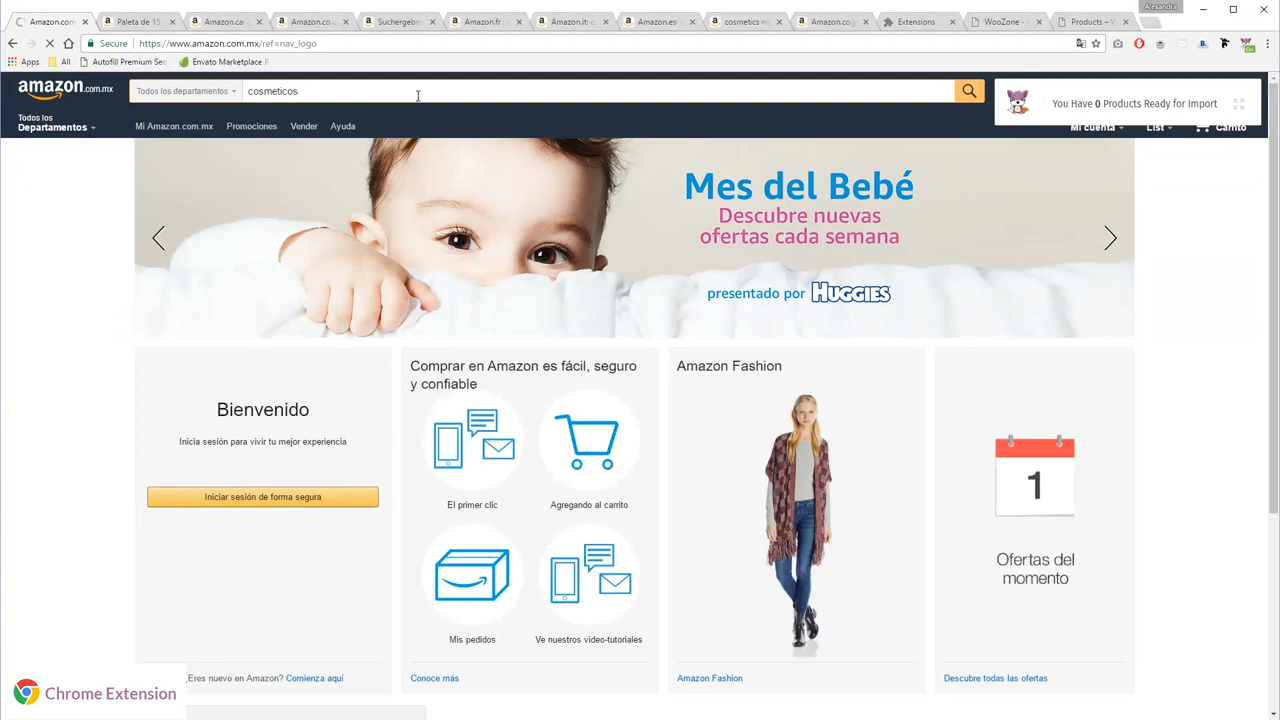 Alexandra
Amazon.com
Paleta de 15
Amazon.ca
Amazon.co.u
Suchergebn
Amazon.fr
Amazon.it
Amazon.es
cosmetics na
Amazon.co.jp
Extensions
WooZone - A
Products – W
Secure https://www.amazon.com.mx/ref=nav_logo
Apps All Autofill Premium Seo Envato Marketplace
amazon.com.mx
Todos los departamentos
cosmeticos
You Have 0 Products Ready for Import
Todos los
Departamentos
Mi Amazon.com.mx Promociones Vender Ayuda
Mi cuenta List Carrito
Mes del Bebé
Descubre nuevas
ofertas cada semana
presentado por HUGGIES
Bienvenido
Inicia sesión para vivir tu mejor experiencia
Iniciar sesión de forma segura
¿Eres nuevo en Amazon? Comienza aquí
Comprar en Amazon es fácil, seguro
y confiable
El primer clic
Agregando al carrito
Mis pedidos
Ve nuestros vídeo-tutoriales
Conoce más
Amazon Fashion
Amazon Fashion
1
Ofertas del
momento
Descubre todas las ofertas
Chrome Extension